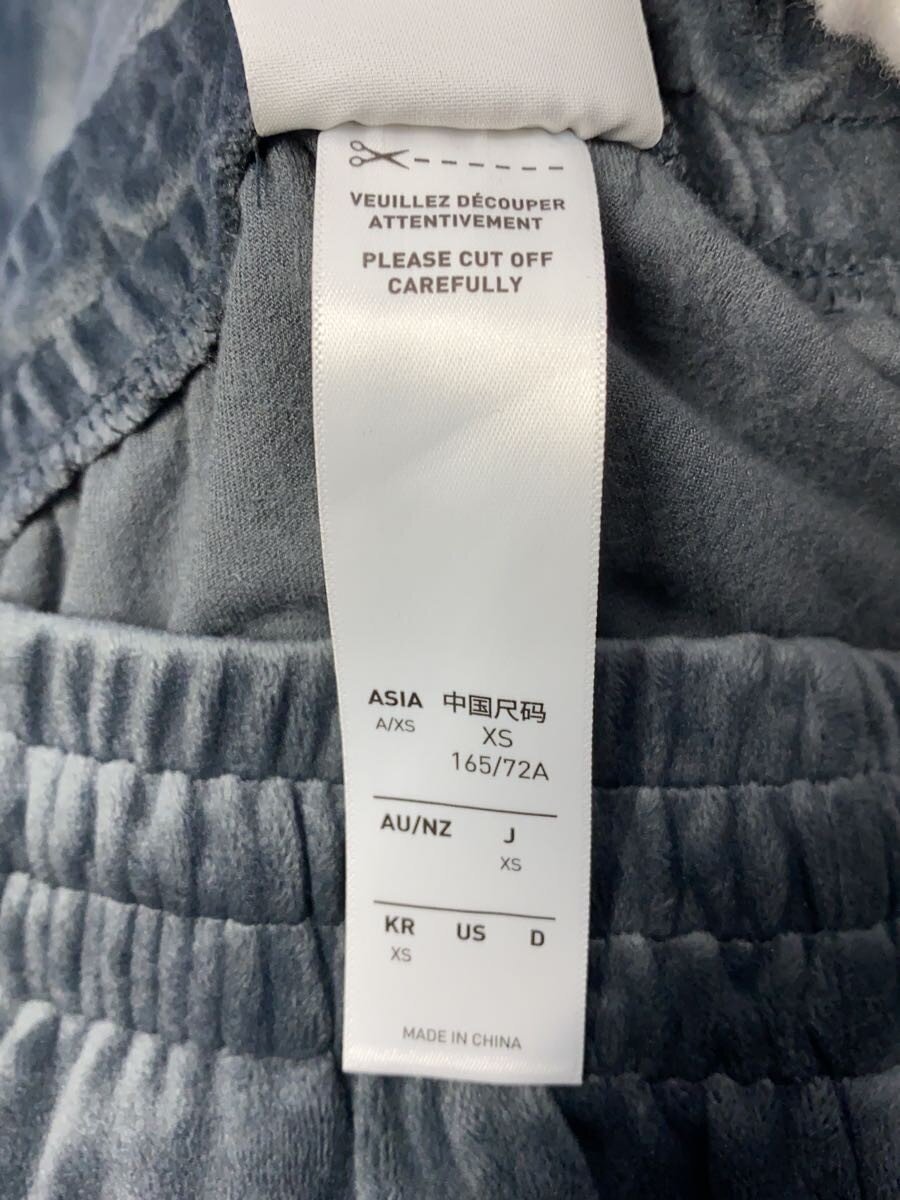 VEUILLEZ DÉCOUPER
ATTENTIVEMENT
PLEASE CUT OFF
CAREFULLY
ASIA 中国尺码
A/XS XS
165/72A
AU/NZ J
XS
KR US D
XS
MADE IN CHINA